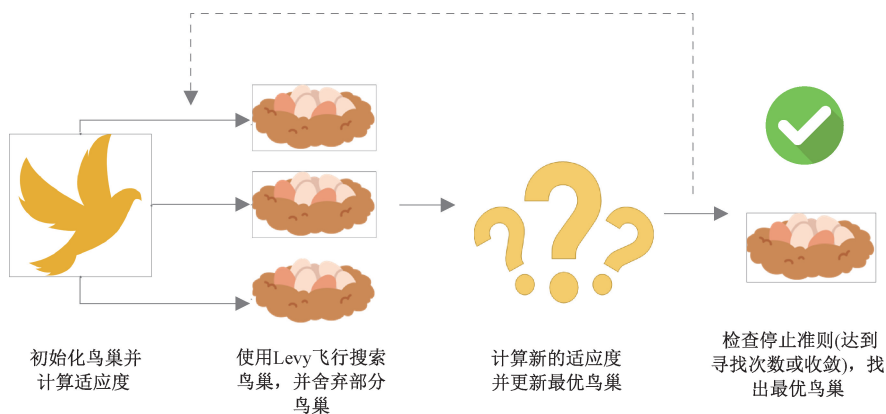 初始化鸟巢并
计算适应度
使用Levy飞行搜索
鸟巢，并舍弃部分
鸟巢
计算新的适应度
并更新最优鸟巢
检查停止准则(达到
寻找次数或收敛)，找
出最优鸟巢